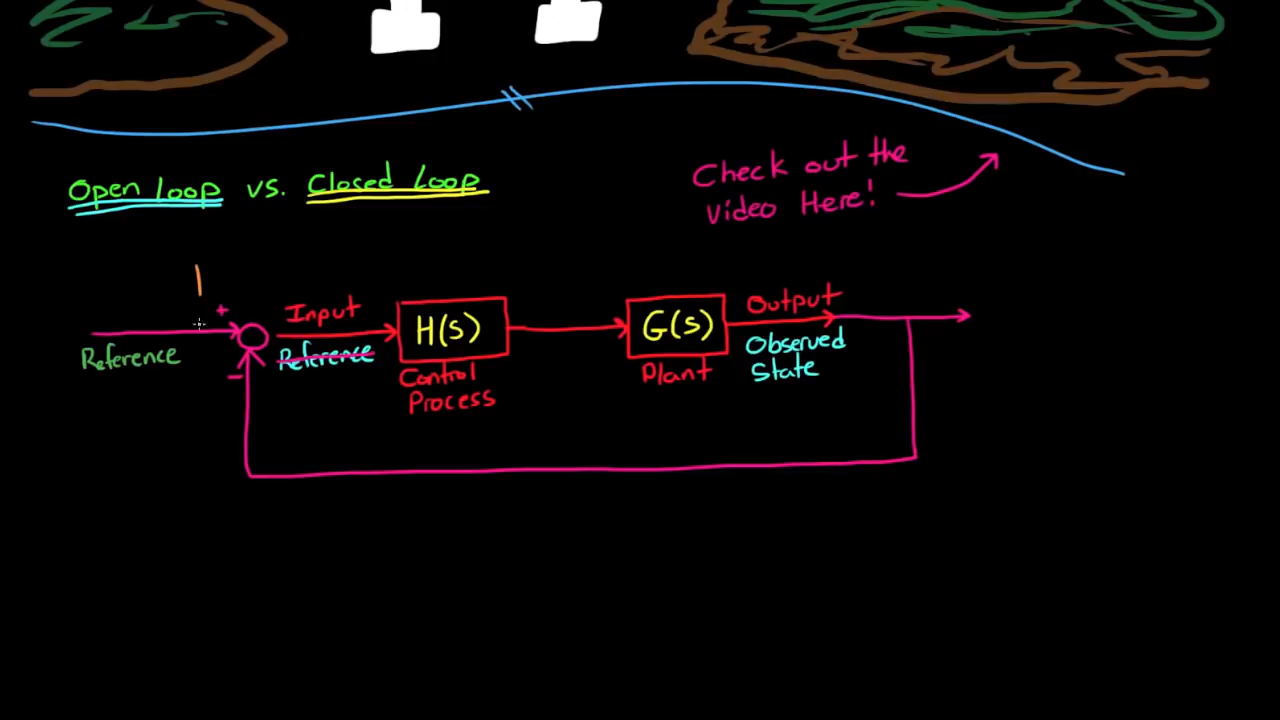 Open Loop vs. Closed Loop
Check out the
Video Here!
+
Reference
-
Input
Reference
H(s)
Control
Process
G(s)
Plant
Output
Observed
State